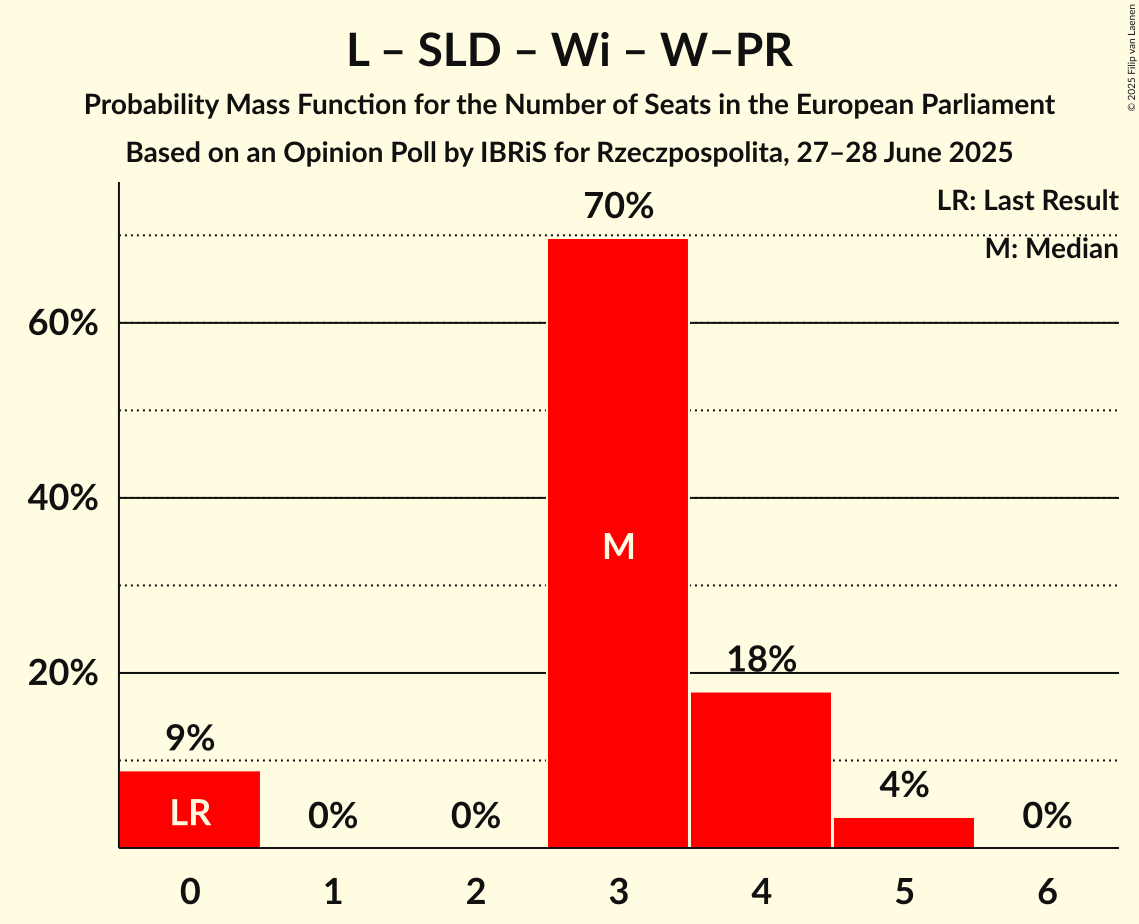 L – SLD – Wi – W–PR
Probability Mass Function for the Number of Seats in the European Parliament
Based on an Opinion Poll by IBRiS for Rzeczpospolita, 27–28 June 2025
© 2025 Filip van Laenen
LR: Last Result
M: Median
70%
60%
40%
M
20%
18%
9%
4%
LR
0%
0%
0%
0
1
2
3
4
5
6